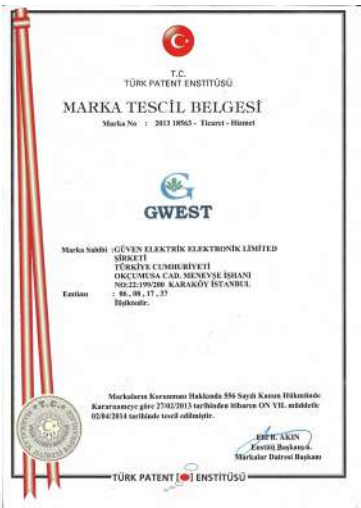 T.C.
TÜRK PATENT ENSTİTÜSÜ
MARKA TESCİL BELGESİ
Marka No : 2013 18563 - Ticaret - Hizmet
G
GWEST
Marka Sahibi :GÜVEN ELEKTRİK ELEKTRONİK LİMİTED
ŞİRKETİ
TÜRKİYE CUMHURİYETİ
OKÇUMUSA CAD. MENEVŞE İŞHANI
NO:22:199/200 KARAKÖY İSTANBUL
Emtiası : 06 , 08 , 17 , 37
İlişiktedir.
Markaların Korunması Hakkında 556 Sayılı Kanun Hükmünde
Kararnameye göre 27/02/2013 tarihinden itibaren ON YIL müddetle
02/04/2014 tarihinde tescil edilmiştir.
B. AKIN
Enstitü Başkanı a.
Markalar Dairesi Başkanı
TÜRK PATENT ENSTİTÜSÜ